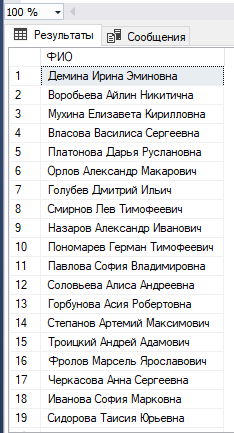 100 %
Результаты Сообщения
ФИО
1 Демина Ирина Эминовна
2 Воробьева Айлин Никитична
3 Мухина Елизавета Кирилловна
4 Власова Василиса Сергеевна
5 Платонова Дарья Руслановна
6 Орлов Александр Макарович
7 Голубев Дмитрий Ильич
8 Смирнов Лев Тимофеевич
9 Назаров Александр Иванович
10 Пономарев Герман Тимофеевич
11 Павлова София Владимировна
12 Соловьева Алиса Андреевна
13 Горбунова Асия Робертовна
14 Степанов Артемий Максимович
15 Троицкий Андрей Адамович
16 Фролов Марсель Ярославович
17 Черкасова Анна Сергеевна
18 Иванова София Марковна
19 Сидорова Таисия Юрьевна